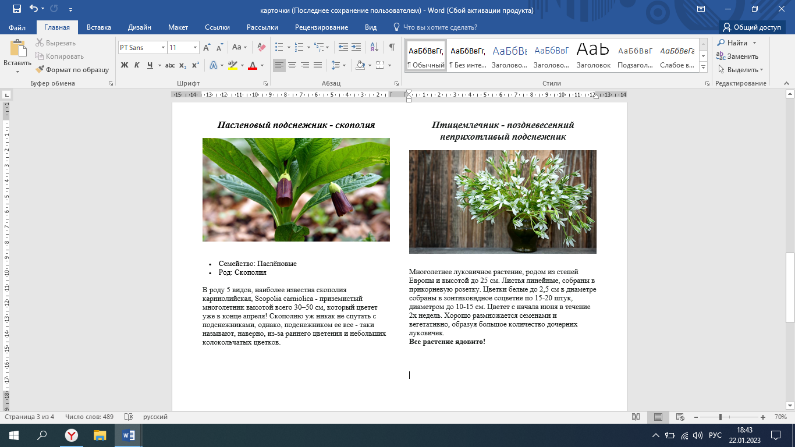 карточки (Последнее сохранение пользователем) - Word (Сбой активации продукта)
Файл Главная Вставка Дизайн Макет Ссылки Рассылки Рецензирование Вид Что вы хотите сделать? Общий доступ
Вставить
Вырезать
Копировать
Формат по образцу
Буфер обмена
PT Sans 11
Ж К Ч abc x₂ x²
Шрифт
Абзац
АаБбВвГг, АаБбВвГг, АаБбВв АаБбВвГ АаБ АаБбВвГ АаБбВвГг
¶ Обычный ¶ Без инте... Заголово... Заголово... Заголовок Подзагол... Слабое в...
Стили
Найти
Заменить
Выделить
Редактирование
Пасленовый подснежник - скополия
• Семейство: Паслёновые
• Род: Скополия
В роду 5 видов, наиболее известна скополия
карниолийская, Scopolia carniolica - приземистый
многолетник высотой всего 30–50 см, который цветет
уже в конце апреля! Скополию уж никак не спутать с
подснежниками, однако, подснежником ее все - таки
называют, наверно, из-за раннего цветения и небольших
колокольчатых цветков.
Птицемлечник - поздневесенний
неприхотливый подснежник
Многолетнее луковичное растение, родом из степей
Европы и высотой до 25 см. Листья линейные, собраны в
прикорневую розетку. Цветки белые до 2,5 см в диаметре
собраны в зонтиковидное соцветие по 15-20 штук,
диаметром до 10-15 см. Цветет с начала июня в течение
2х недель. Хорошо размножается семенами и
вегетативно, образуя большое количество дочерних
луковичек.
Все растение ядовито!
Страница 3 из 4 Число слов: 489 русский 70%
РУС
18:43
22.01.2023